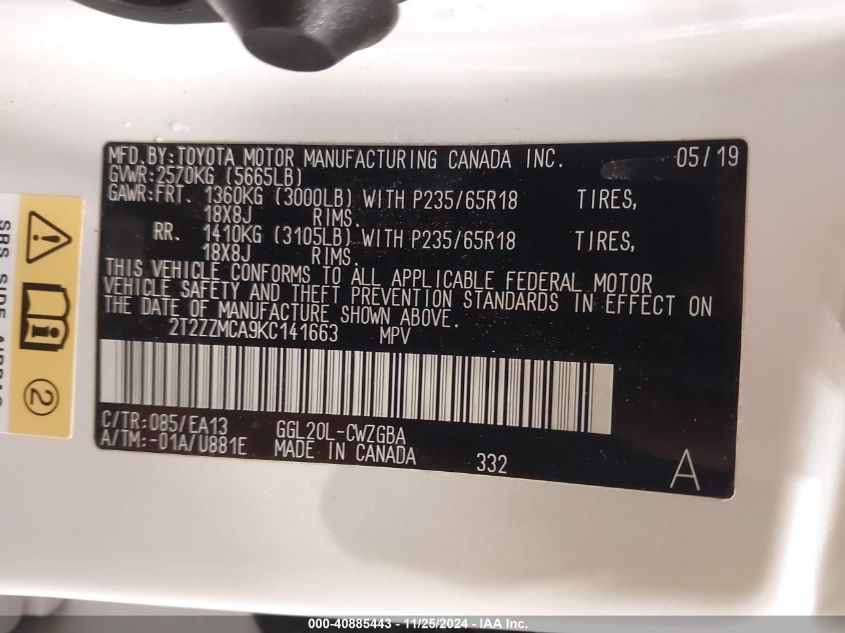 MFD.BY:TOYOTA MOTOR MANUFACTURING CANADA INC. 05/19
GVWR:2570KG (5665LB)
GAWR:FRT. 1360KG (3000LB) WITH P235/65R18 TIRES,
18X8J RIMS.
RR. 1410KG (3105LB) WITH P235/65R18 TIRES,
18X8J RIMS.
THIS VEHICLE CONFORMS TO ALL APPLICABLE FEDERAL MOTOR
VEHICLE SAFETY AND THEFT PREVENTION STANDARDS IN EFFECT ON
THE DATE OF MANUFACTURE SHOWN ABOVE.
2T2ZZMCA9KC141663 MPV
C/TR:085/EA13 GGL20L-CWZGBA
A/TM:-01A/U881E MADE IN CANADA 332
A
2
SRS SIDE AIRBAG
000-40885443 - 11/25/2024 - IAA Inc.